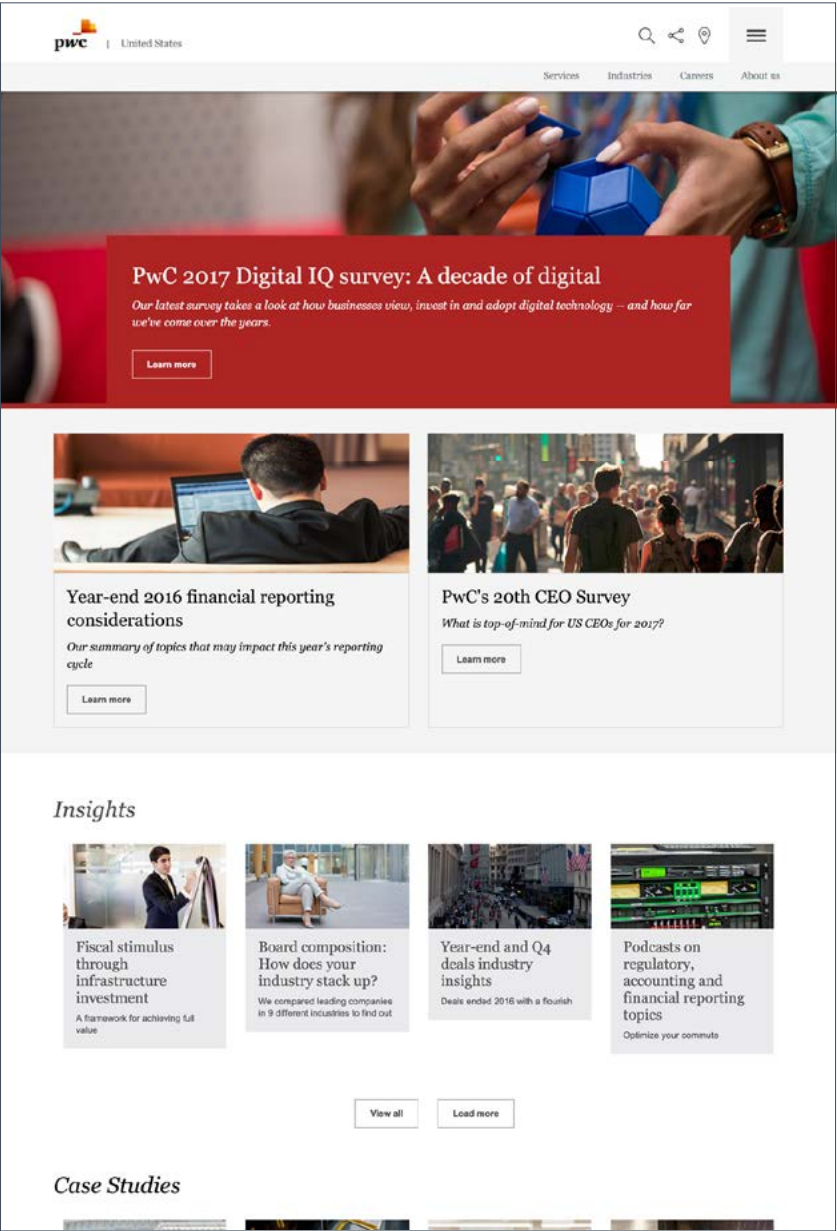 pwc | United States
Services Industries Careers About us
PwC 2017 Digital IQ survey: A decade of digital
Our latest survey takes a look at how businesses view, invest in and adopt digital technology – and how far
we've come over the years.
Learn more
Year-end 2016 financial reporting
considerations
Our summary of topics that may impact this year's reporting
cycle
Learn more
PwC's 20th CEO Survey
What is top-of-mind for US CEOs for 2017?
Learn more
Insights
Fiscal stimulus
through
infrastructure
investment
A framework for achieving full
value
Board composition:
How does your
industry stack up?
We compared leading companies
in 9 different industries to find out
Year-end and Q4
deals industry
insights
Deals ended 2016 with a flourish
Podcasts on
regulatory,
accounting and
financial reporting
topics
Optimize your commute
View all
Load more
Case Studies